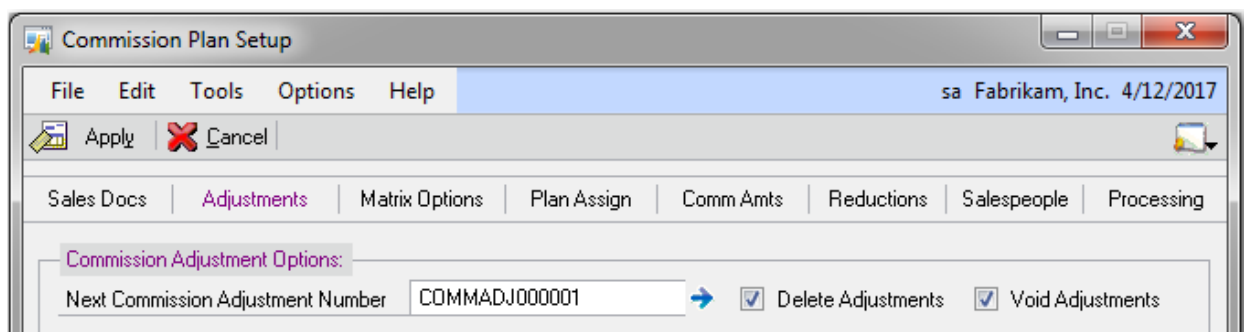 Commission Plan Setup
File Edit Tools Options Help sa Fabrikam, Inc. 4/12/2017
Apply Cancel
Sales Docs Adjustments Matrix Options Plan Assign Comm Amts Reductions Salespeople Processing
Commission Adjustment Options:
Next Commission Adjustment Number COMMADJ000001 Delete Adjustments Void Adjustments